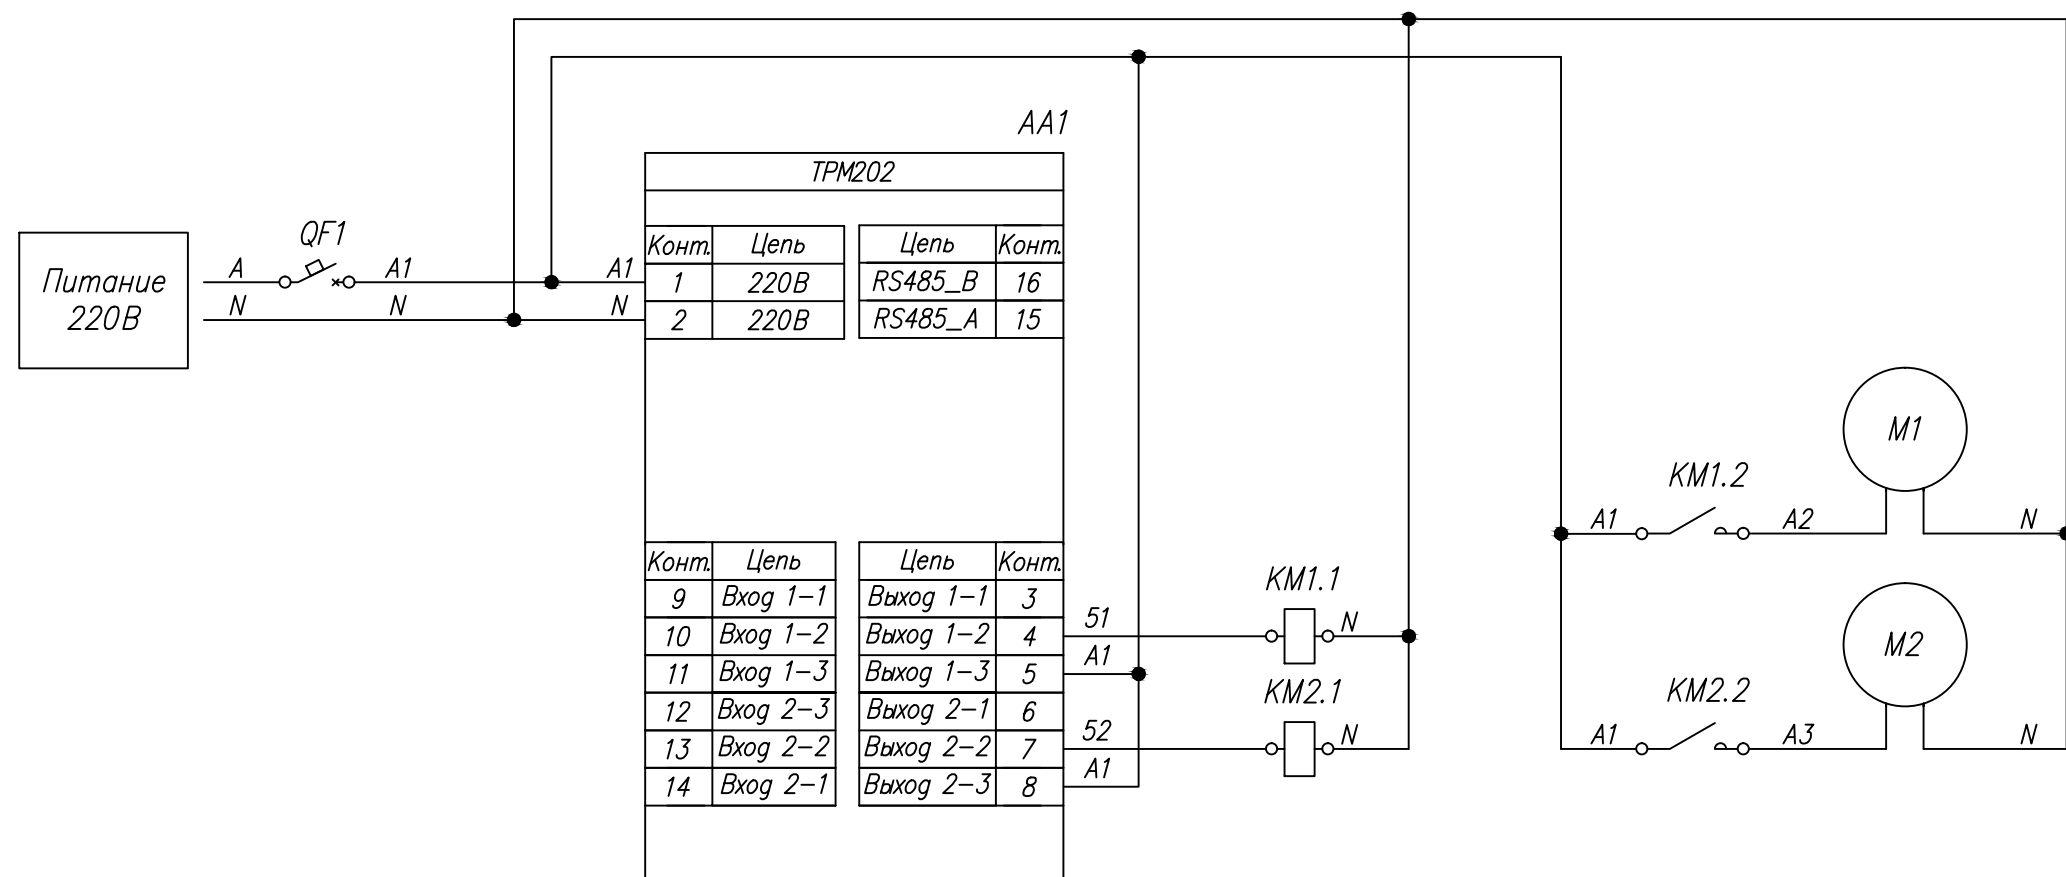 AA1
ТРМ202
QF1
Питание
220В
A
A1
A1
N
N
N
Конт.
Цепь
Цепь
Конт.
1
220В
RS485_B
16
2
220В
RS485_A
15
M1
KM1.2
A1
A2
N
Конт.
Цепь
Цепь
Конт.
9
Вход 1-1
Выход 1-1
3
10
Вход 1-2
Выход 1-2
4
11
Вход 1-3
Выход 1-3
5
12
Вход 2-3
Выход 2-1
6
13
Вход 2-2
Выход 2-2
7
14
Вход 2-1
Выход 2-3
8
51
A1
52
A1
KM1.1
N
KM2.1
N
M2
KM2.2
A1
A3
N